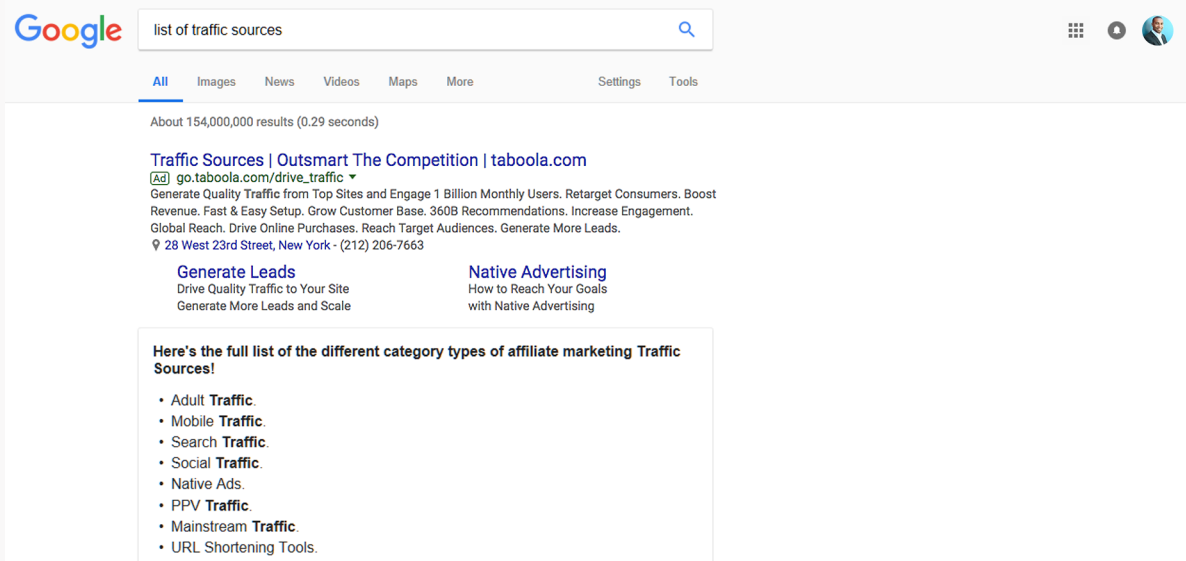 Google
list of traffic sources
All Images News Videos Maps More Settings Tools
About 154,000,000 results (0.29 seconds)
Traffic Sources | Outsmart The Competition | taboola.com
Ad go.taboola.com/drive_traffic
Generate Quality Traffic from Top Sites and Engage 1 Billion Monthly Users. Retarget Consumers. Boost
Revenue. Fast & Easy Setup. Grow Customer Base. 360B Recommendations. Increase Engagement.
Global Reach. Drive Online Purchases. Reach Target Audiences. Generate More Leads.
28 West 23rd Street, New York - (212) 206-7663
Generate Leads
Drive Quality Traffic to Your Site
Generate More Leads and Scale
Native Advertising
How to Reach Your Goals
with Native Advertising
Here's the full list of the different category types of affiliate marketing Traffic
Sources!
• Adult Traffic.
• Mobile Traffic.
• Search Traffic.
• Social Traffic.
• Native Ads.
• PPV Traffic.
• Mainstream Traffic.
• URL Shortening Tools.